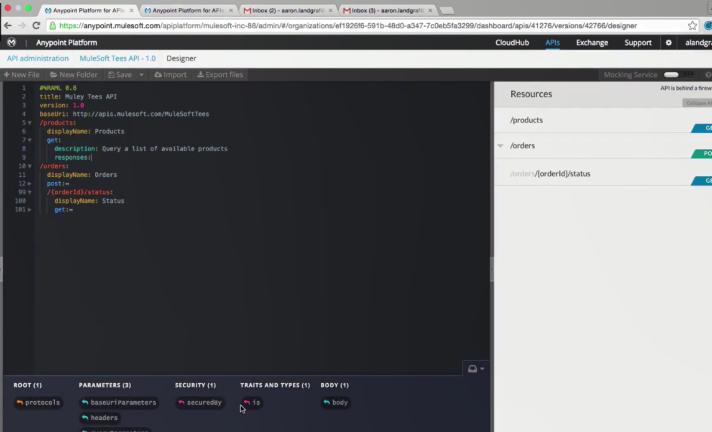 Anypoint Platform for APIs
Anypoint Platform for APIs
Inbox (2) - aaron.landgraf@
Inbox (3) - aaron.landgraf@
https://anypoint.mulesoft.com/apiplatform/mulesoft-inc-88/admin/#/organizations/ef1926f6-591b-48d0-a347-7c0eb5fa3299/dashboard/apis/41276/versions/42766/designer
Anypoint Platform
CloudHub APIs Exchange Support alandgra
API administration MuleSoft Tees API - 1.0 Designer
+ New File New Folder Save Import Export files
Mocking Service
1 #%RAML 0.8
2 title: Muley Tees API
3 version: 1.0
4 baseUri: http://apis.mulesoft.com/MuleSoftTees
5 /products:
6 displayName: Products
7 get:
8 description: Query a list of available products
9 responses:
10 /orders:
11 displayName: Orders
12 post:
99 /{orderId}/status:
100 displayName: Status
101 get:
Resources
API is behind a firew
Collapse A
/products
GE
/orders
PO
/orders/{orderId}/status
GE
ROOT (1) PARAMETERS (3) SECURITY (1) TRAITS AND TYPES (1) BODY (1)
protocols baseUriParameters securedBy is body
headers